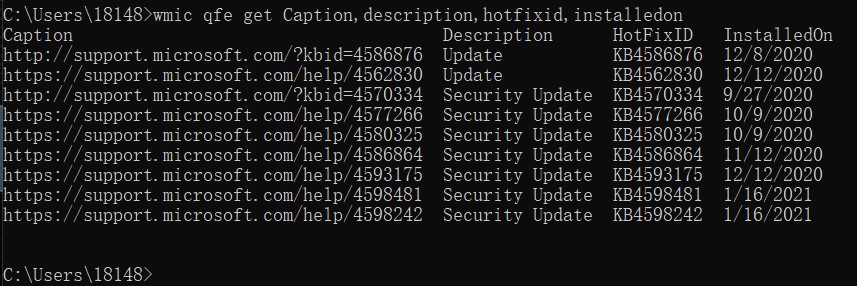 C:\Users\18148>wmic qfe get Caption,description,hotfixid,installedon
Caption Description HotFixID InstalledOn
http://support.microsoft.com/?kbid=4586876 Update KB4586876 12/8/2020
https://support.microsoft.com/help/4562830 Update KB4562830 12/12/2020
http://support.microsoft.com/?kbid=4570334 Security Update KB4570334 9/27/2020
https://support.microsoft.com/help/4577266 Security Update KB4577266 10/9/2020
https://support.microsoft.com/help/4580325 Security Update KB4580325 10/9/2020
https://support.microsoft.com/help/4586864 Security Update KB4586864 11/12/2020
https://support.microsoft.com/help/4593175 Security Update KB4593175 12/12/2020
https://support.microsoft.com/help/4598481 Security Update KB4598481 1/16/2021
https://support.microsoft.com/help/4598242 Security Update KB4598242 1/16/2021
C:\Users\18148>